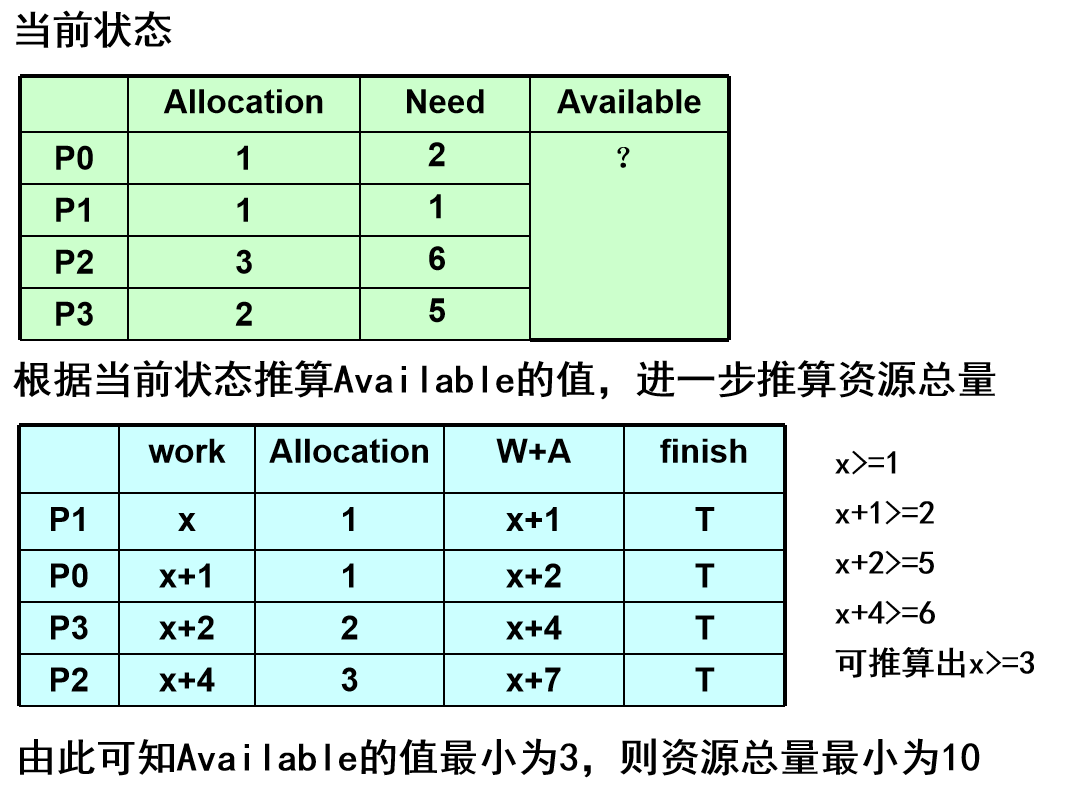 当前状态
Allocation Need Available
P0 1 2 ?
P1 1 1
P2 3 6
P3 2 5
根据当前状态推算Available的值，进一步推算资源总量
work Allocation W+A finish
P1 x 1 x+1 T
P0 x+1 1 x+2 T
P3 x+2 2 x+4 T
P2 x+4 3 x+7 T
x>=1
x+1>=2
x+2>=5
x+4>=6
可推算出x>=3
由此可知Available的值最小为3，则资源总量最小为10